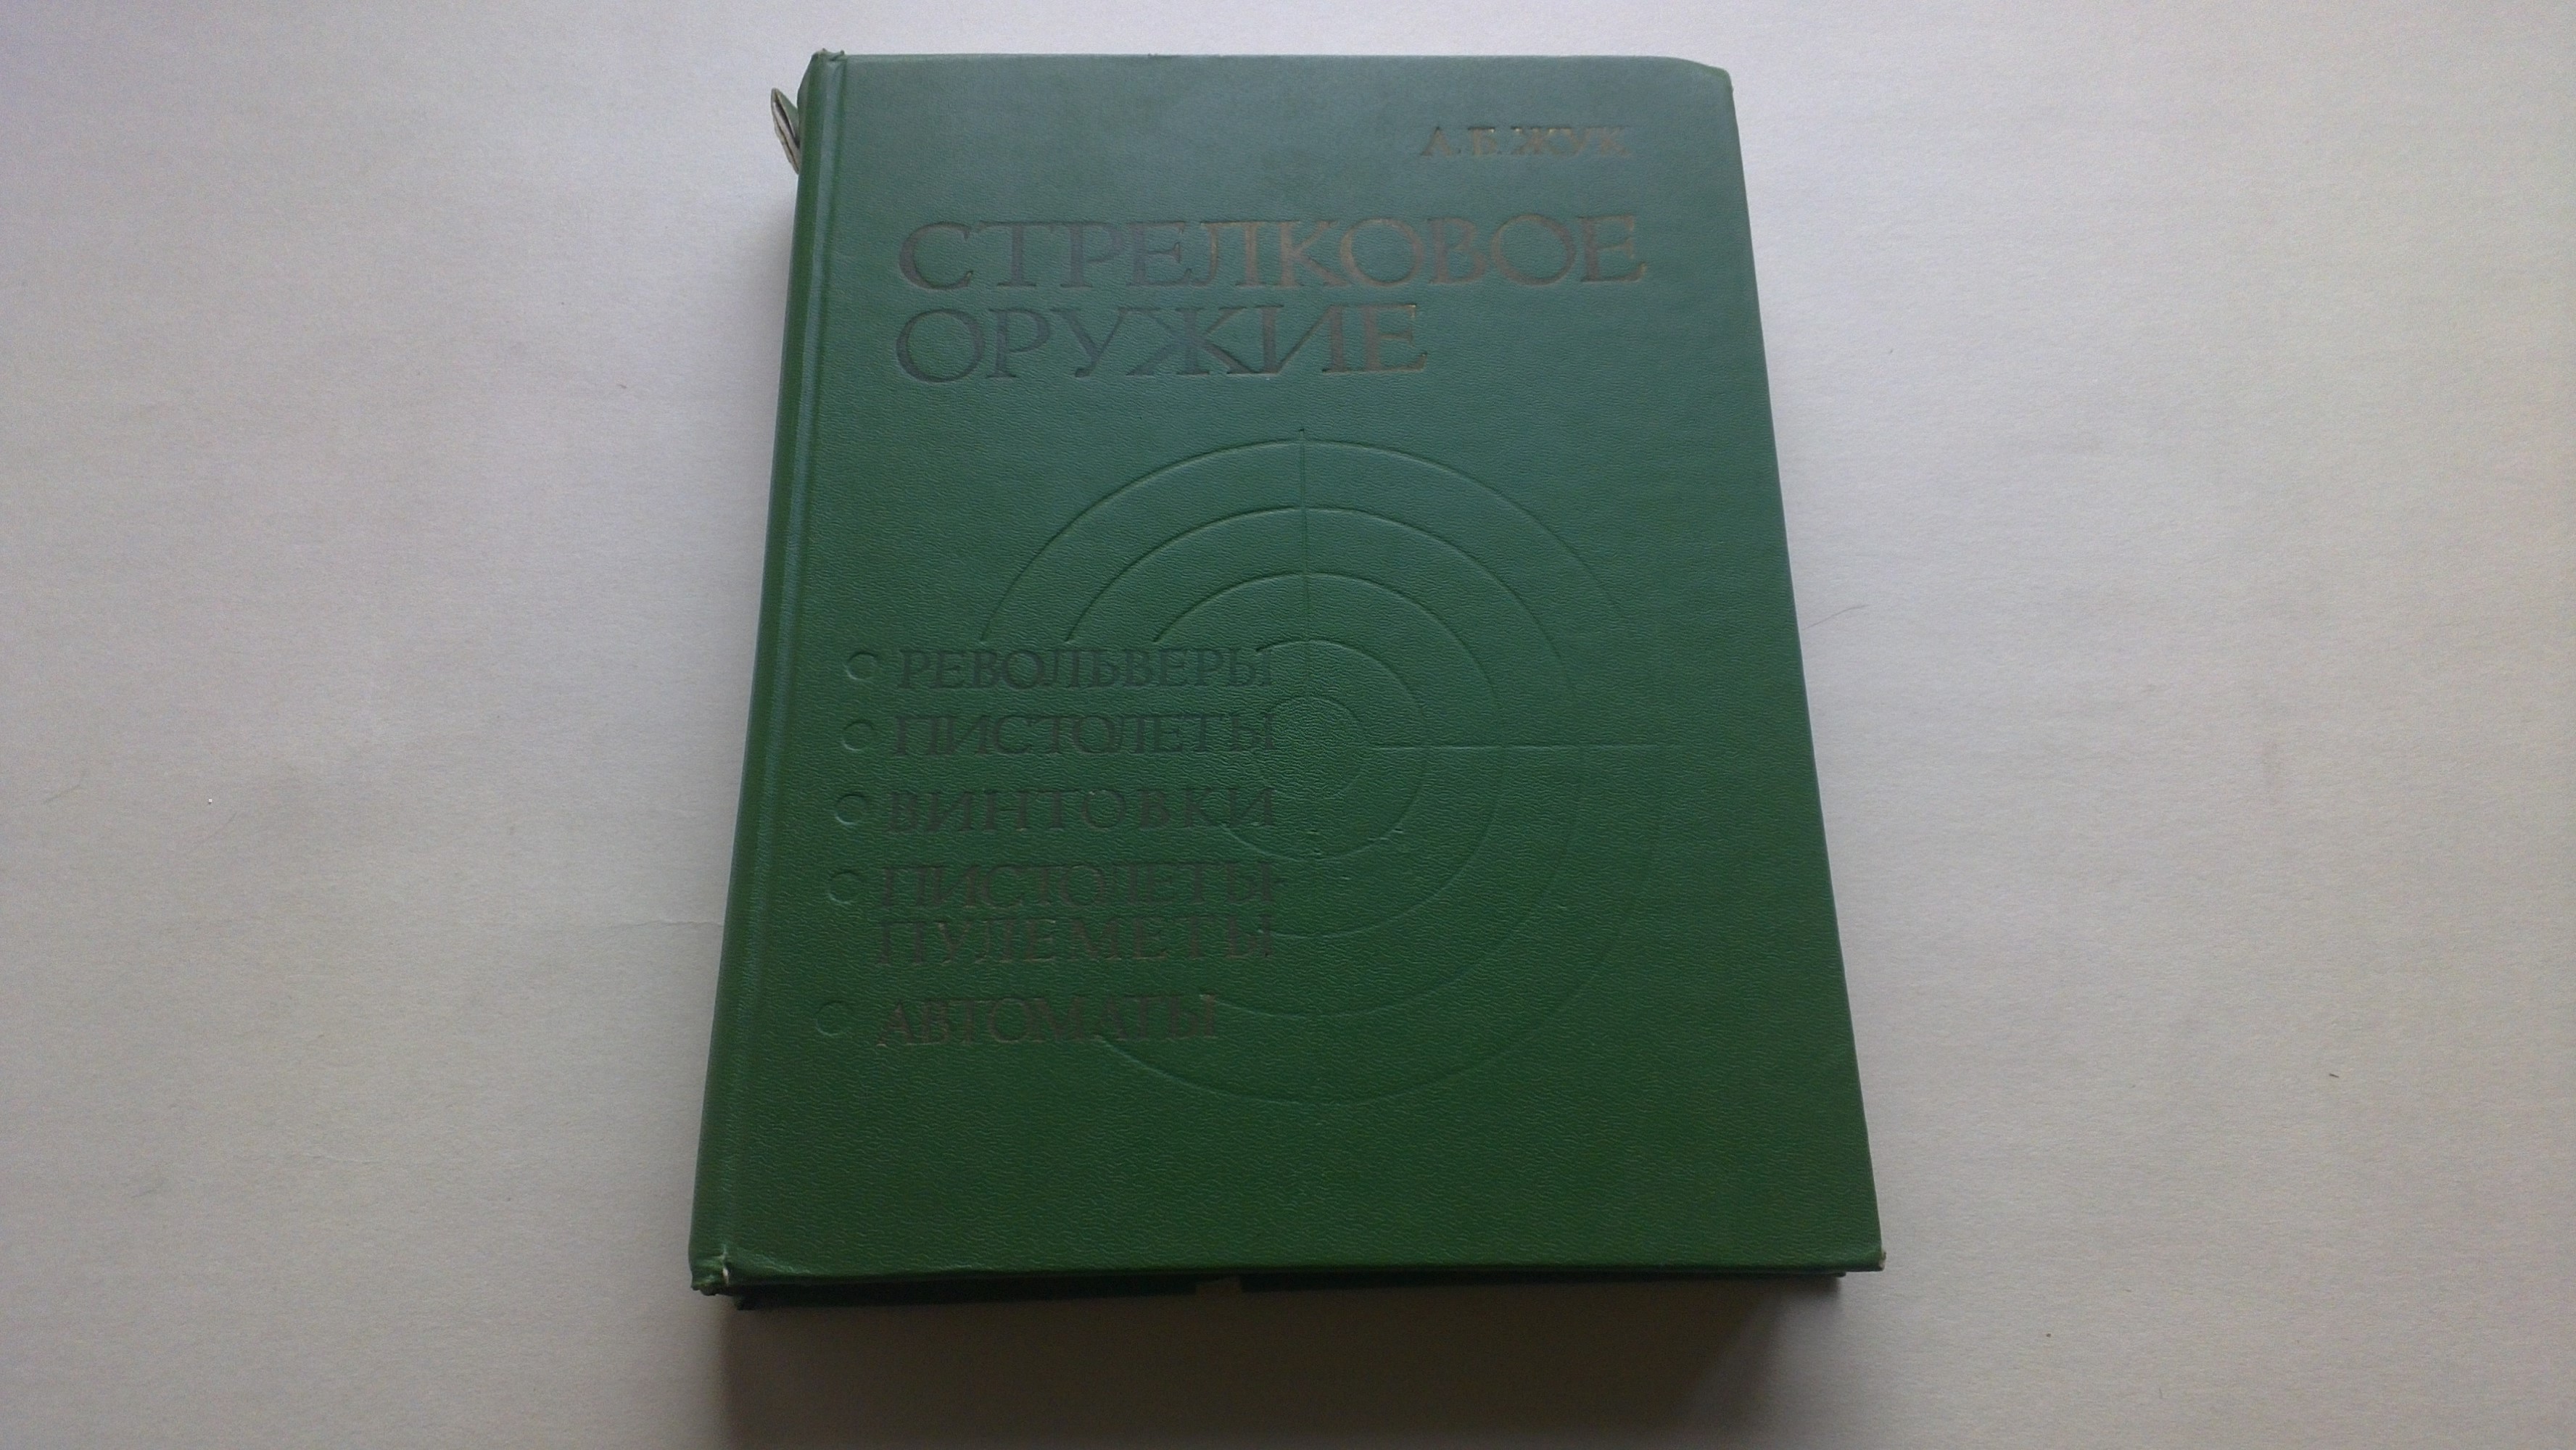 А.Б. ЖУК
СТРЕЛКОВОЕ
ОРУЖИЕ
РЕВОЛЬВЕРЫ
ПИСТОЛЕТЫ
ВИНТОВКИ
ПИСТОЛЕТЫ-
ПУЛЕМЕТЫ
АВТОМАТЫ